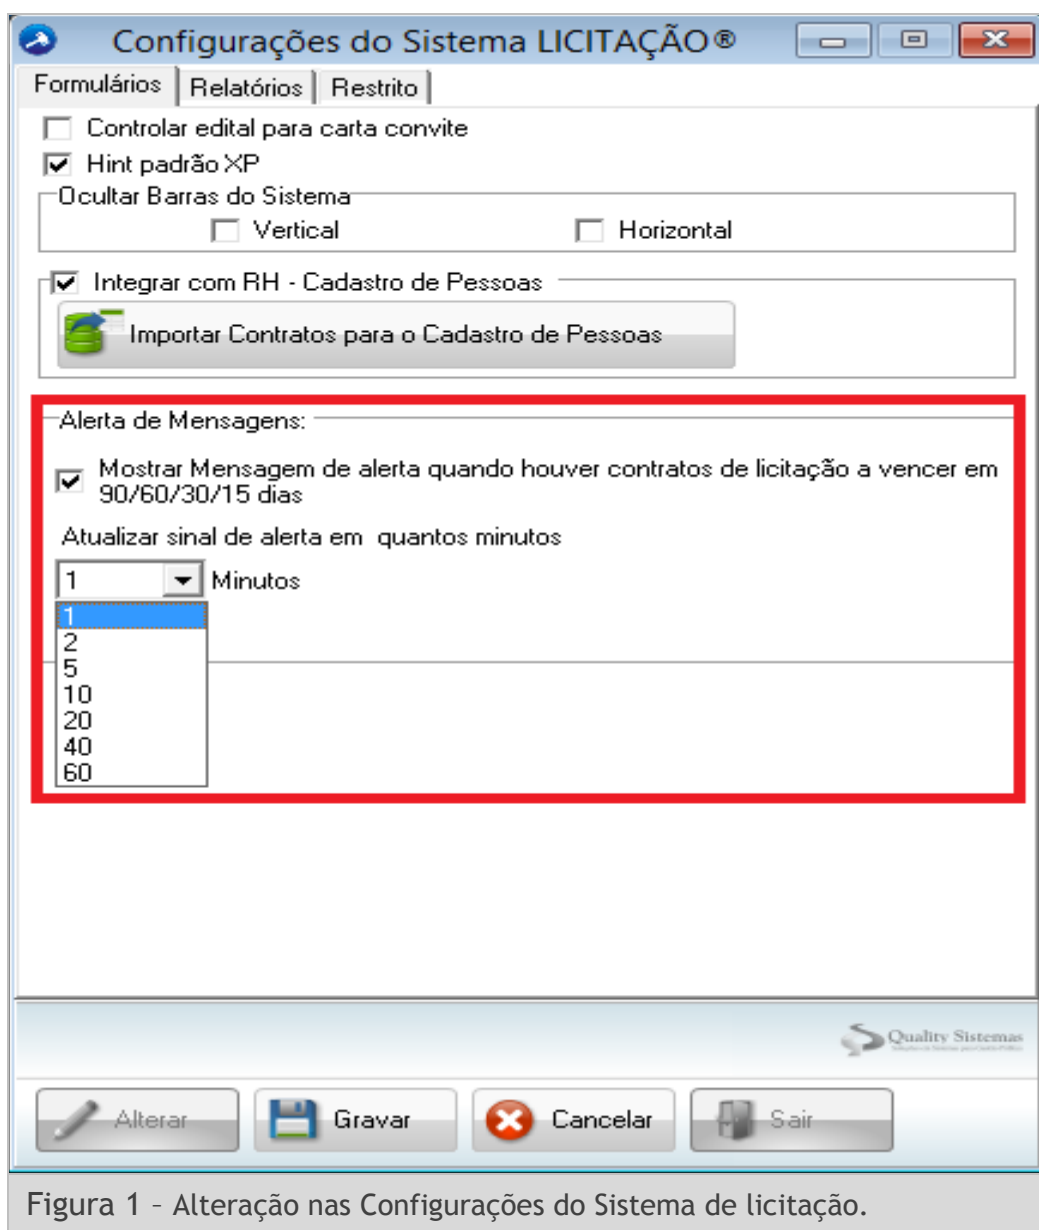 Configurações do Sistema LICITAÇÃO®
Formulários Relatórios Restrito
Controlar edital para carta convite
Hint padrão XP
Ocultar Barras do Sistema
Vertical Horizontal
Integrar com RH - Cadastro de Pessoas
Importar Contratos para o Cadastro de Pessoas
Alerta de Mensagens:
Mostrar Mensagem de alerta quando houver contratos de licitação a vencer em
90/60/30/15 dias
Atualizar sinal de alerta em  quantos minutos
1 Minutos
1
2
5
10
20
40
60
Quality Sistemas
Alterar Gravar Cancelar Sair
Figura 1 – Alteração nas Configurações do Sistema de licitação.